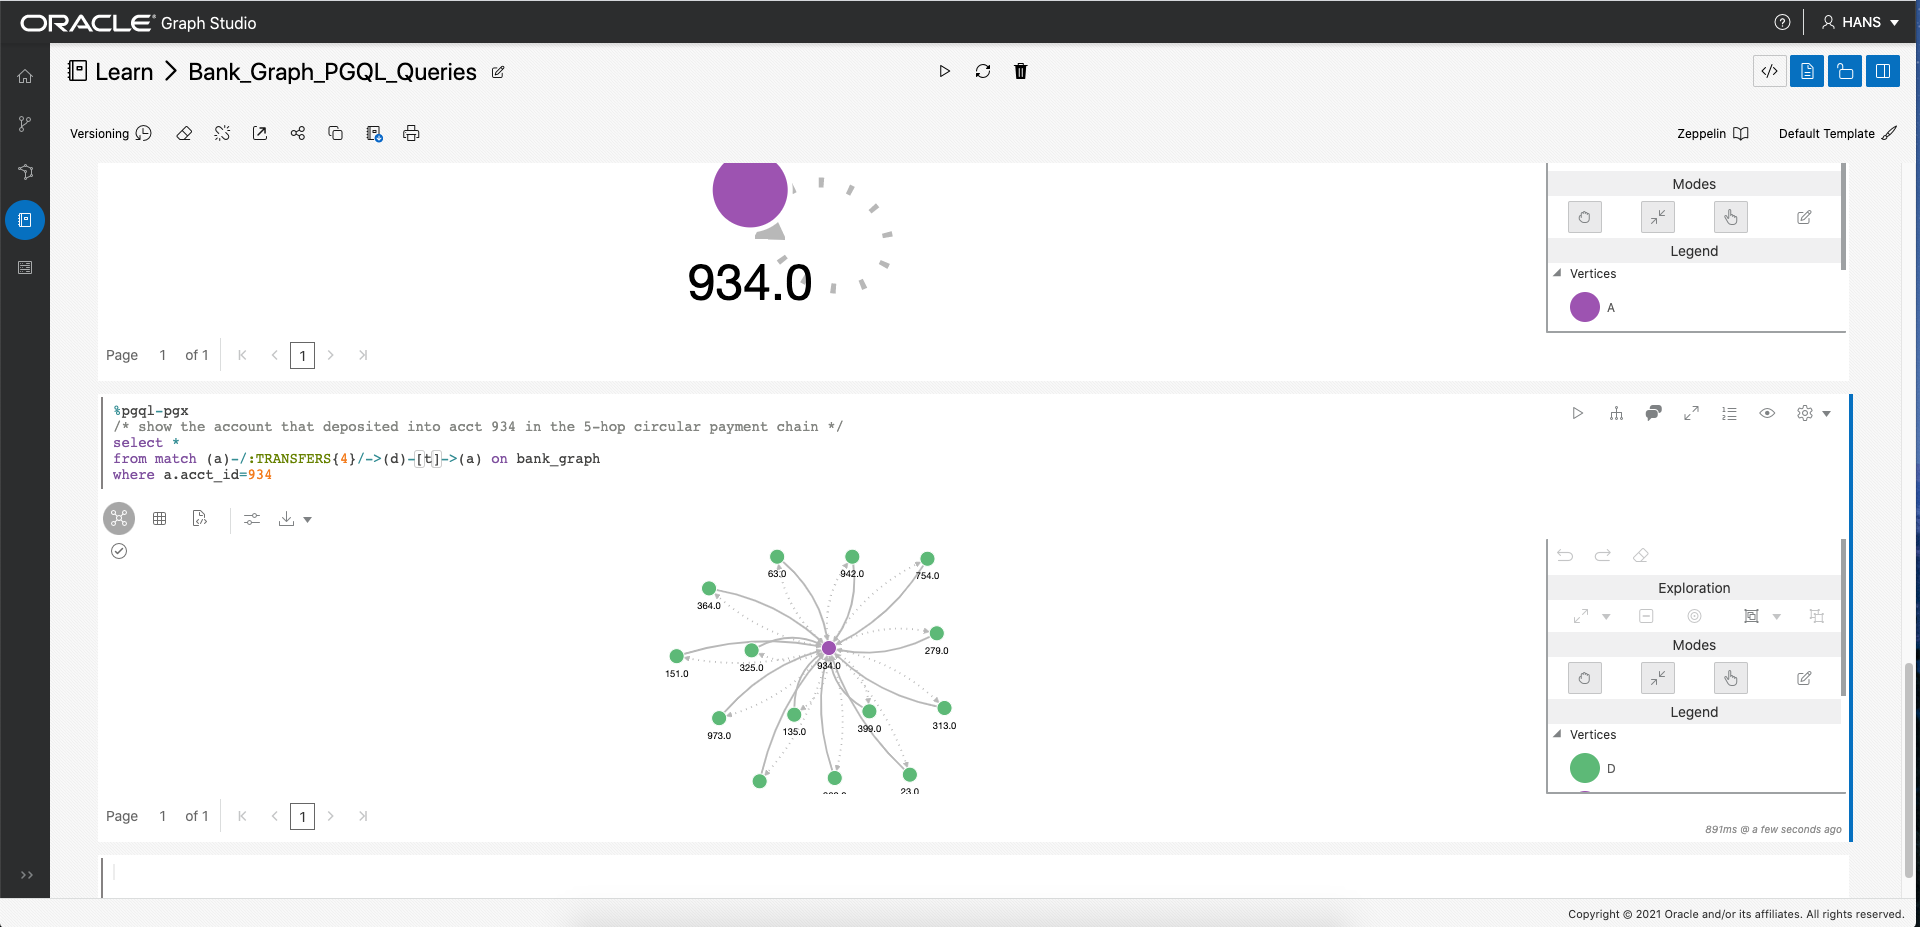 ORACLE® Graph Studio
HANS
Learn > Bank_Graph_PGQL_Queries
Versioning
Zeppelin
Default Template
934.0
Modes
Legend
Vertices
A
Page 1 of 1
1
%pgql-pgx
/* show the account that deposited into acct 934 in the 5-hop circular payment chain */
select *
from match (a)-/:TRANSFERS{4}/->(d)-[t]->(a) on bank_graph
where a.acct_id=934
63.0
942.0
754.0
364.0
279.0
151.0
325.0
934.0
313.0
973.0
135.0
399.0
23.0
Exploration
Modes
Legend
Vertices
D
Page 1 of 1
1
891ms @ a few seconds ago
Copyright © 2021 Oracle and/or its affiliates. All rights reserved.